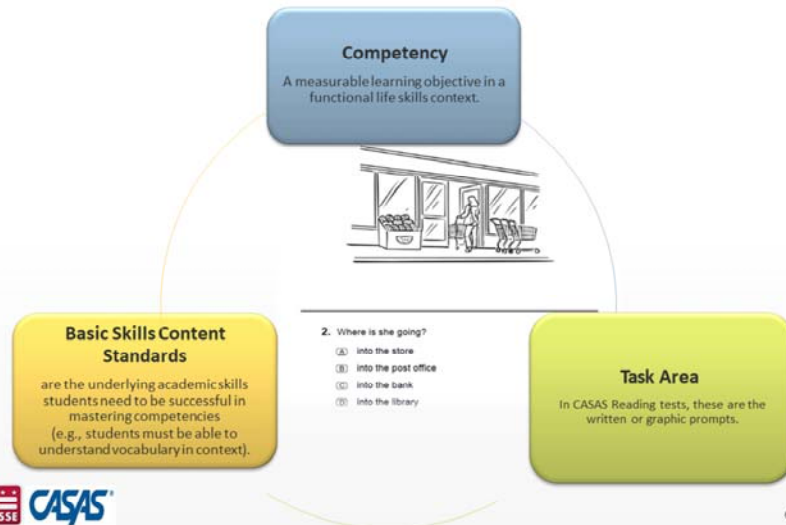 Competency
A measurable learning objective in a
functional life skills context.
2. Where is she going?
A into the store
B into the post office
C into the bank
D into the library
Basic Skills Content
Standards
are the underlying academic skills
students need to be successful in
mastering competencies
(e.g., students must be able to
understand vocabulary in context).
Task Area
In CASAS Reading tests, these are the
written or graphic prompts.
SSE
CASAS